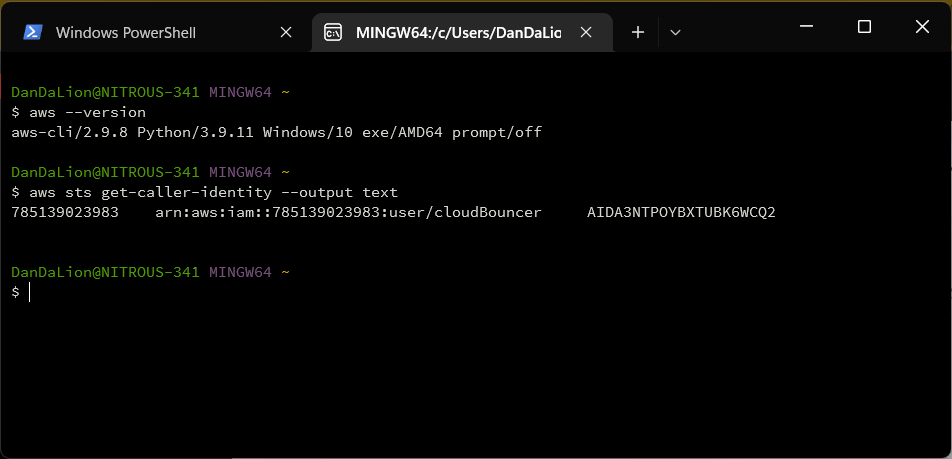 Windows PowerShell
MINGW64:/c/Users/DanDaLio
DanDaLion@NITROUS-341 MINGW64 ~
$ aws --version
aws-cli/2.9.8 Python/3.9.11 Windows/10 exe/AMD64 prompt/off
DanDaLion@NITROUS-341 MINGW64 ~
$ aws sts get-caller-identity --output text
785139023983    arn:aws:iam::785139023983:user/cloudBouncer     AIDA3NTPOYBXTUBK6WCQ2
DanDaLion@NITROUS-341 MINGW64 ~
$